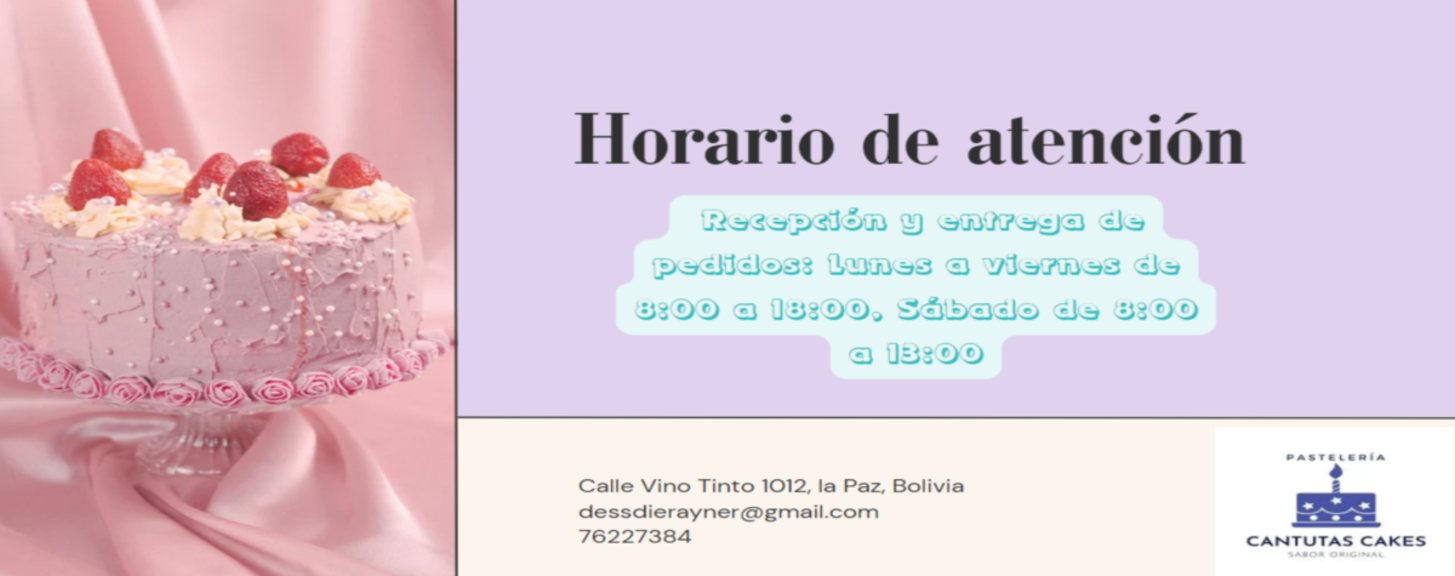 Horario de atención
Recepción y entrega de
pedidos: Lunes a viernes de
8:00 a 18:00, Sábado de 8:00
a 13:00
Calle Vino Tinto 1012, la Paz, Bolivia
dessdierayner@gmail.com
76227384
PASTELERÍA
CANTUTAS CAKES
SABOR ORIGINAL